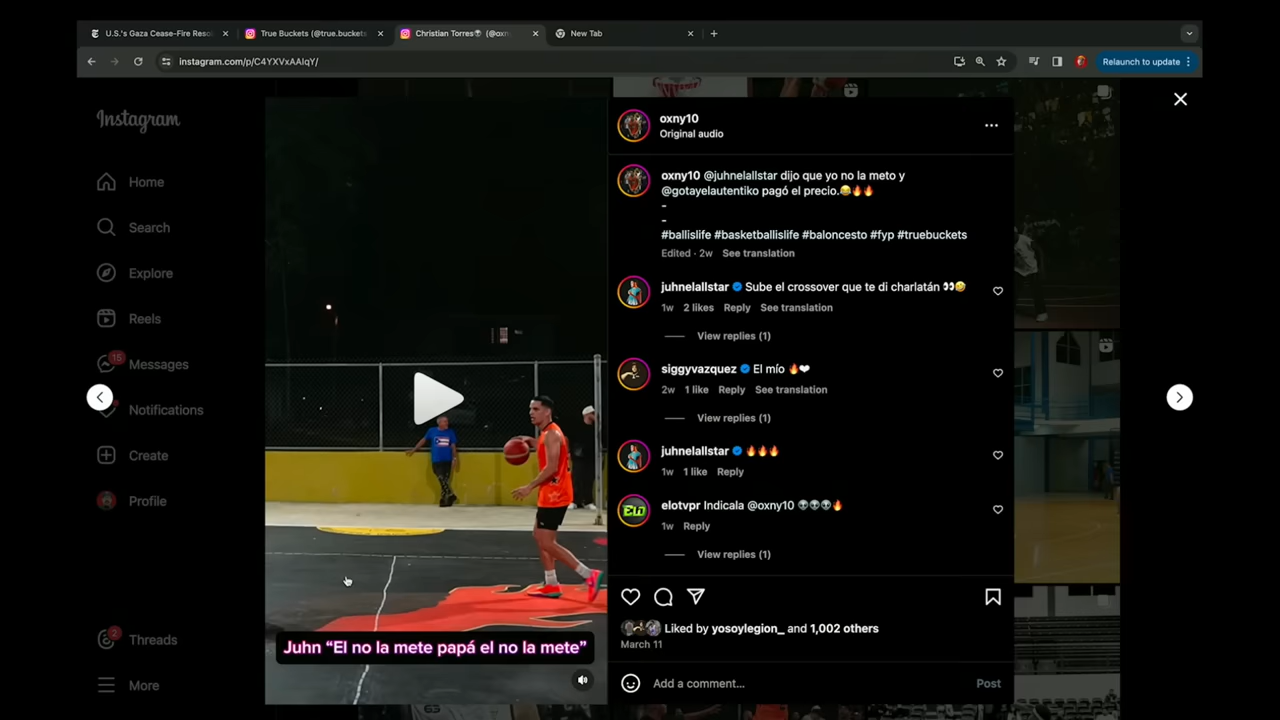 U.S.'s Gaza Cease-Fire Reso
True Buckets (@true.buckets
Christian Torres👽 (@oxn
New Tab
instagram.com/p/C4YXVxAAlqY/
Relaunch to update
Instagram
Home
Search
Explore
Reels
15
Messages
Notifications
Create
Profile
2
Threads
More
Juhn “El no la mete papá el no la mete”
oxny10
Original audio
oxny10 @juhnelallstar dijo que yo no la meto y
@gotayelautentiko pagó el precio.😂🔥🔥
-
-
#ballislife #basketballislife #baloncesto #fyp #truebuckets
Edited · 2w See translation
juhnelallstar Sube el crossover que te di charlatán 👀🤣
1w 2 likes Reply See translation
View replies (1)
siggyvazquez El mío 🔥❤
2w 1 like Reply See translation
View replies (1)
juhnelallstar 🔥🔥🔥
1w 1 like Reply
elotvpr Indicala @oxny10 👽👽👽🔥
1w Reply
View replies (1)
Liked by yosoylegion_ and 1,002 others
March 11
Add a comment...
Post
ELO